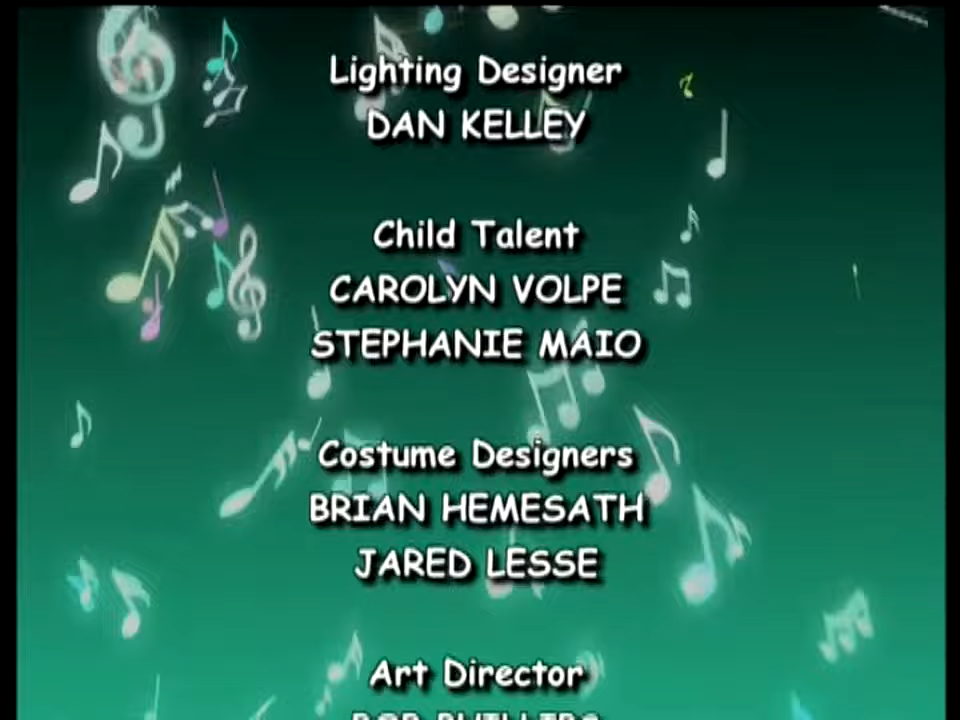 Lighting Designer
DAN KELLEY
Child Talent
CAROLYN VOLPE
STEPHANIE MAIO
Costume Designers
BRIAN HEMESATH
JARED LESSE
Art Director